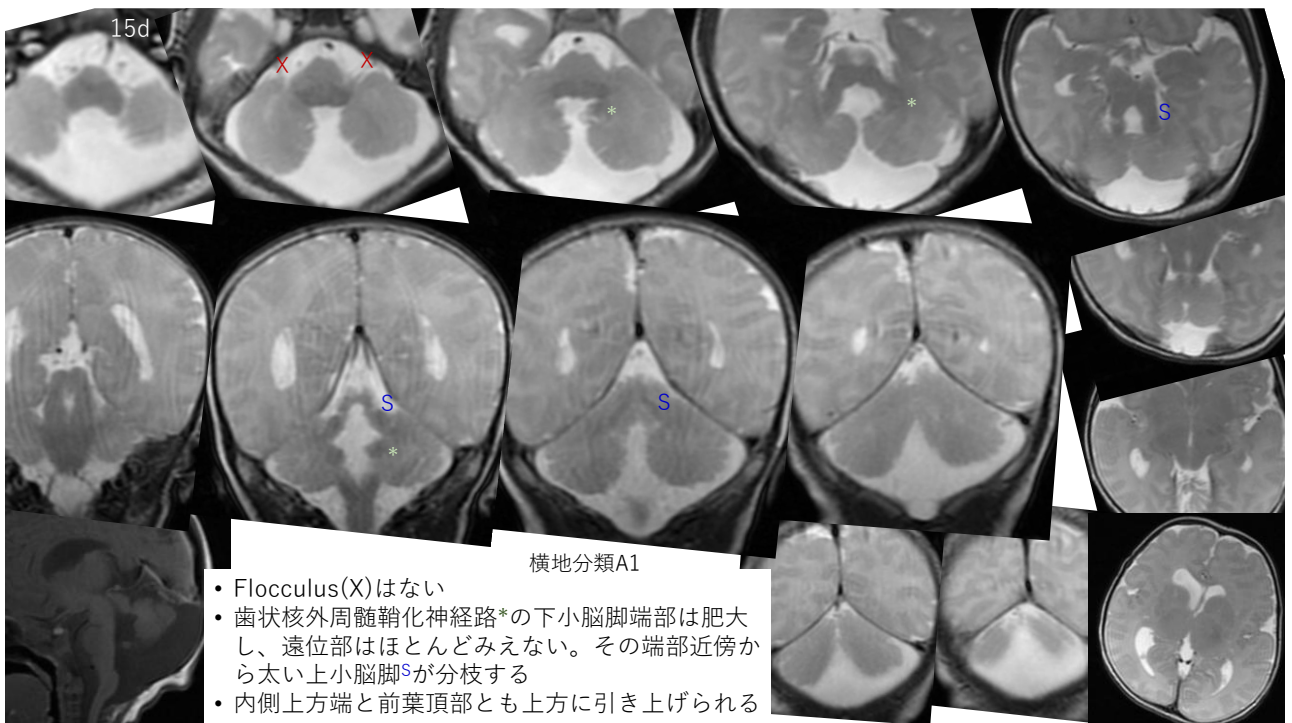 15d
X X
*
*
S
S
*
S
横地分類A1
• Flocculus(X)はない
• 歯状核外周髄鞘化神経路*の下小脳脚端部は肥大
し、遠位部はほとんどみえない。その端部近傍か
ら太い上小脳脚Sが分枝する
• 内側上方端と前葉頂部とも上方に引き上げられる